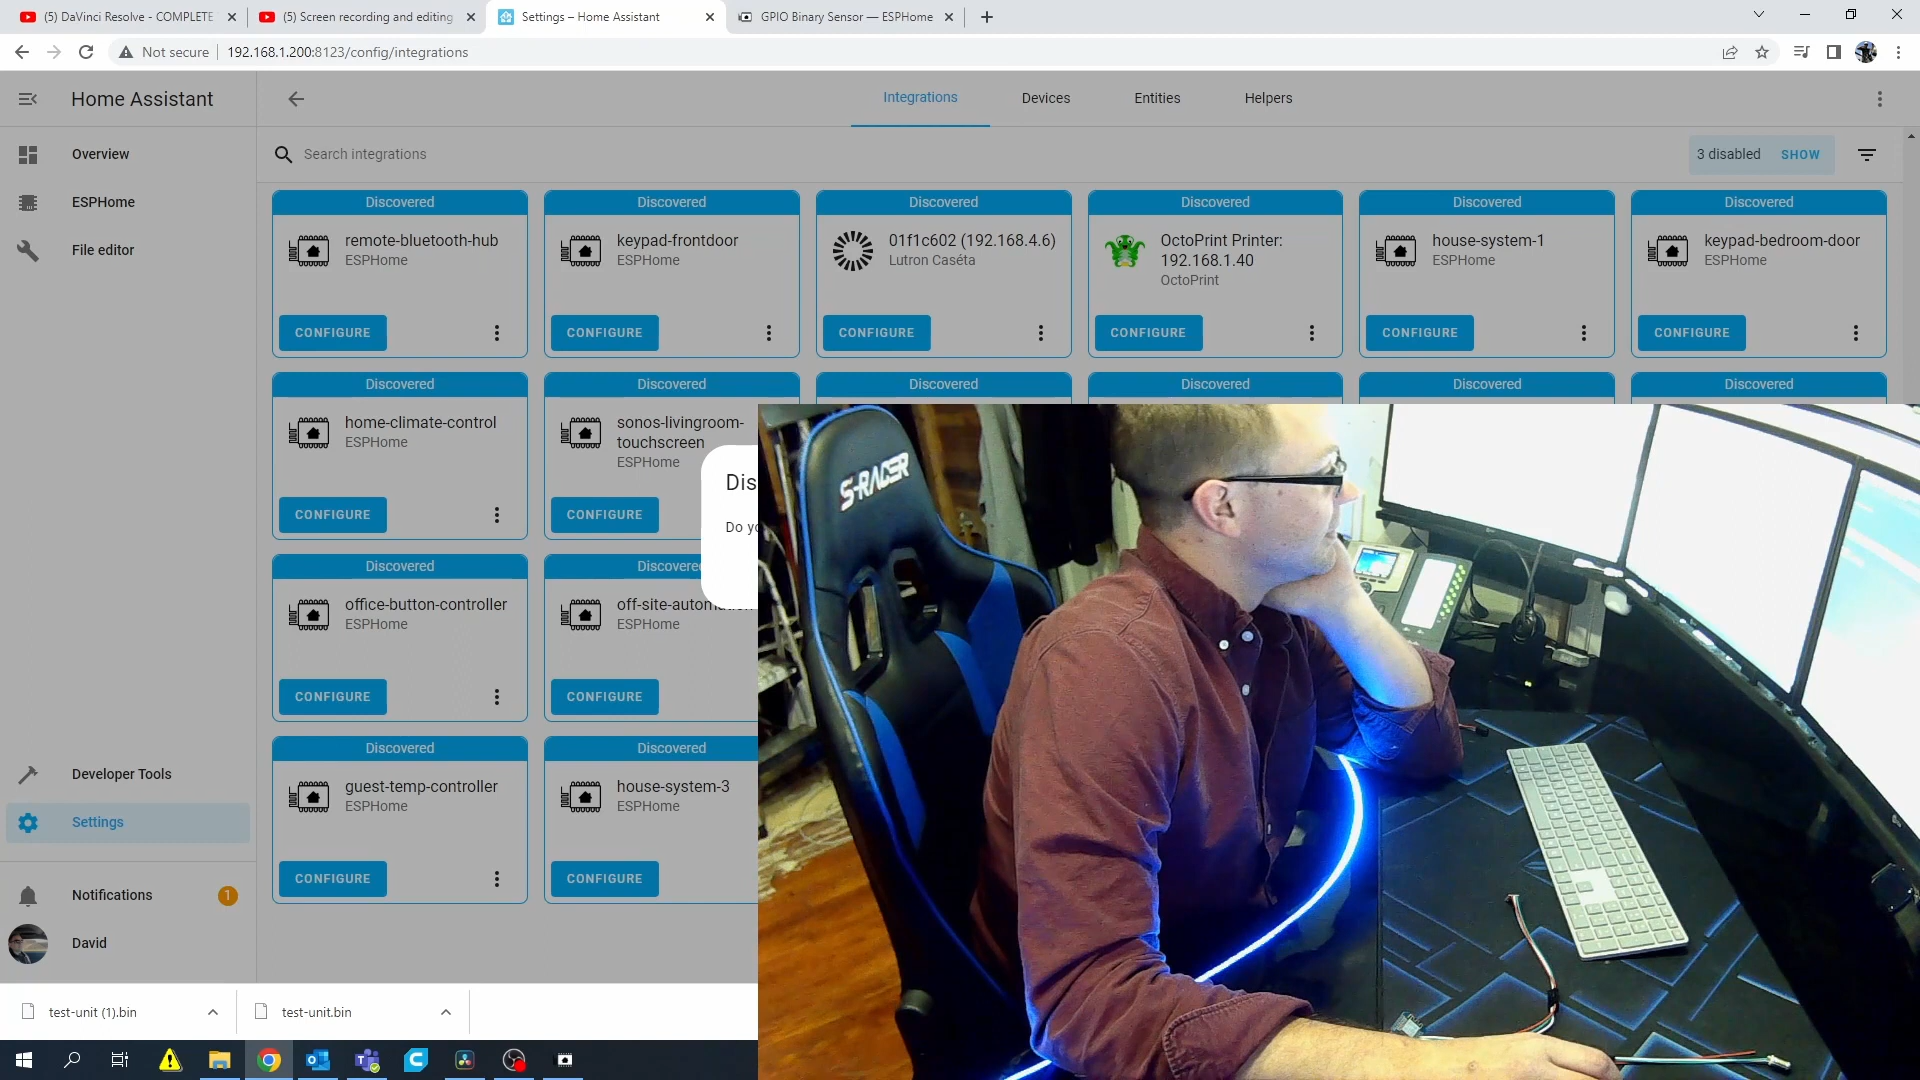 (5) DaVinci Resolve - COMPLETE
(5) Screen recording and editing
Settings – Home Assistant
GPIO Binary Sensor — ESPHome
Not secure
192.168.1.200:8123/config/integrations
Home Assistant
Integrations
Devices
Entities
Helpers
Overview
ESPHome
File editor
Search integrations
3 disabled
SHOW
Discovered
Discovered
Discovered
Discovered
Discovered
Discovered
remote-bluetooth-hub
ESPHome
keypad-frontdoor
ESPHome
01f1c602 (192.168.4.6)
Lutron Caséta
OctoPrint Printer:
192.168.1.40
OctoPrint
house-system-1
ESPHome
keypad-bedroom-door
ESPHome
CONFIGURE
CONFIGURE
CONFIGURE
CONFIGURE
CONFIGURE
CONFIGURE
Discovered
Discovered
Discovered
Discovered
Discovered
Discovered
home-climate-control
ESPHome
sonos-livingroom-
touchscreen
ESPHome
CONFIGURE
CONFIGURE
Dis
Do yo
S-RACER
Discovered
Discovere
office-button-controller
ESPHome
off-site-automation
ESPHome
CONFIGURE
CONFIGURE
Discovered
Discovered
guest-temp-controller
ESPHome
house-system-3
ESPHome
CONFIGURE
CONFIGURE
Developer Tools
Settings
Notifications
1
David
test-unit (1).bin
test-unit.bin